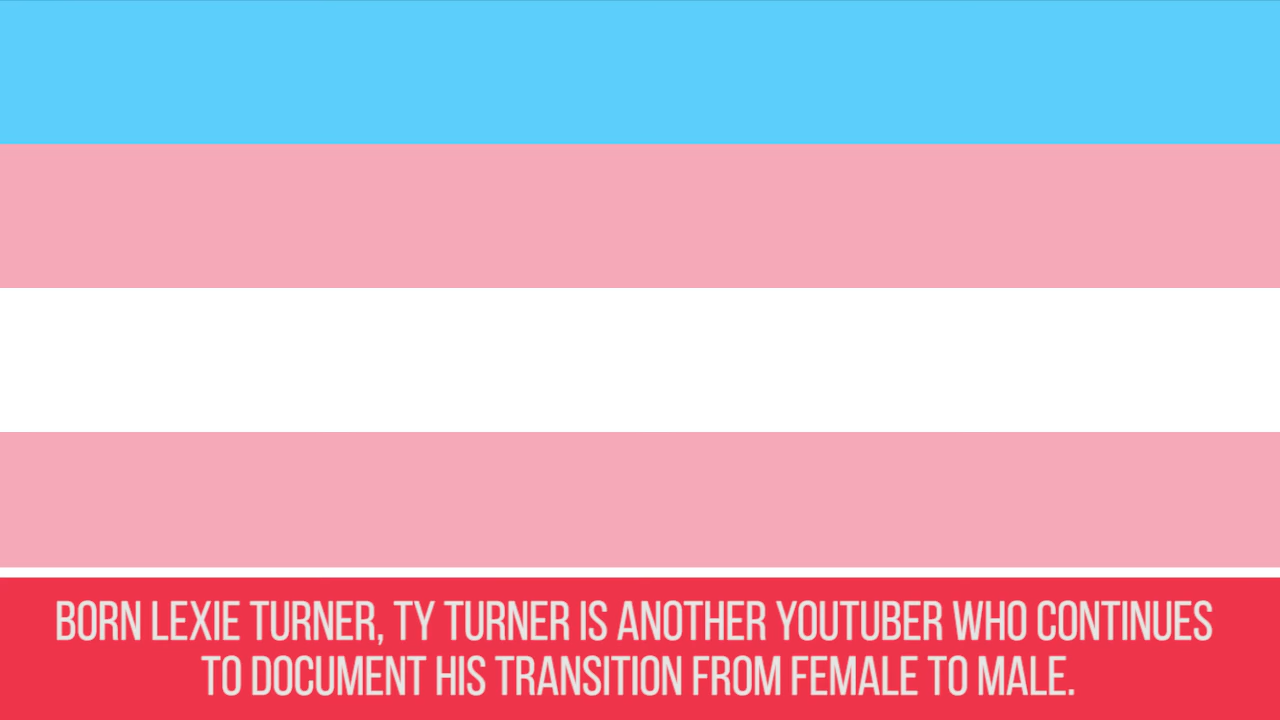 BORN LEXIE TURNER, TY TURNER IS ANOTHER YOUTUBER WHO CONTINUES
TO DOCUMENT HIS TRANSITION FROM FEMALE TO MALE.